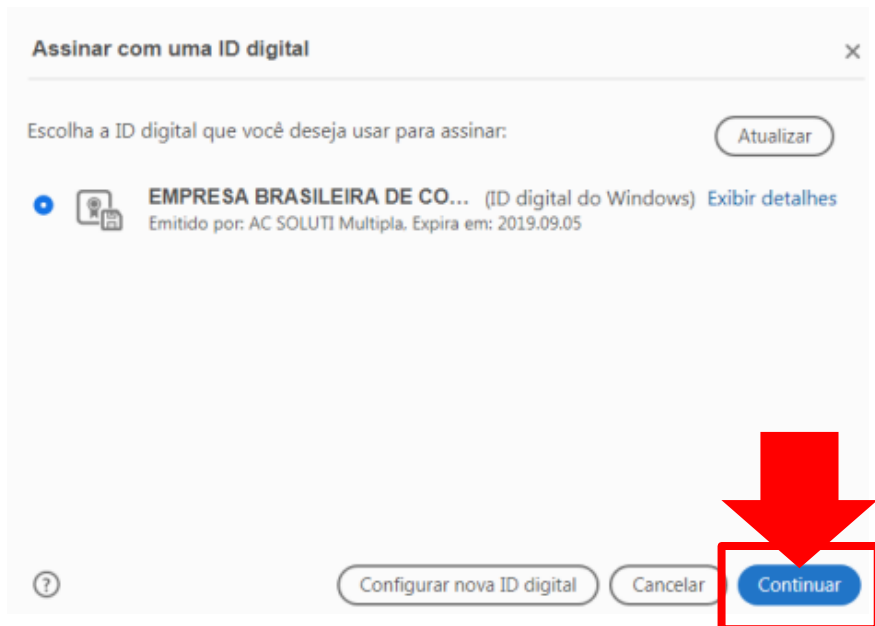 Assinar com uma ID digital
Escolha a ID digital que você deseja usar para assinar:
Atualizar
EMPRESA BRASILEIRA DE CO... (ID digital do Windows) Exibir detalhes
Emitido por: AC SOLUTI Multipla, Expira em: 2019.09.05
Configurar nova ID digital
Cancelar
Continuar